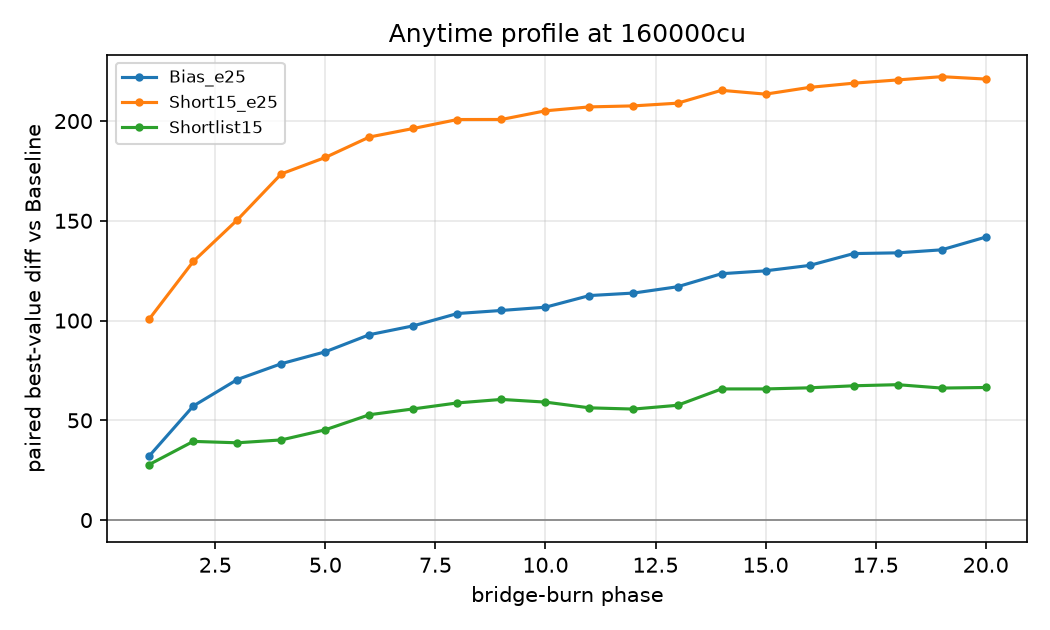 Anytime profile at 160000cu
Bias_e25
Short15_e25
Shortlist15
paired best-value diff vs Baseline
200
150
100
50
0
2.5 5.0 7.5 10.0 12.5 15.0 17.5 20.0
bridge-burn phase